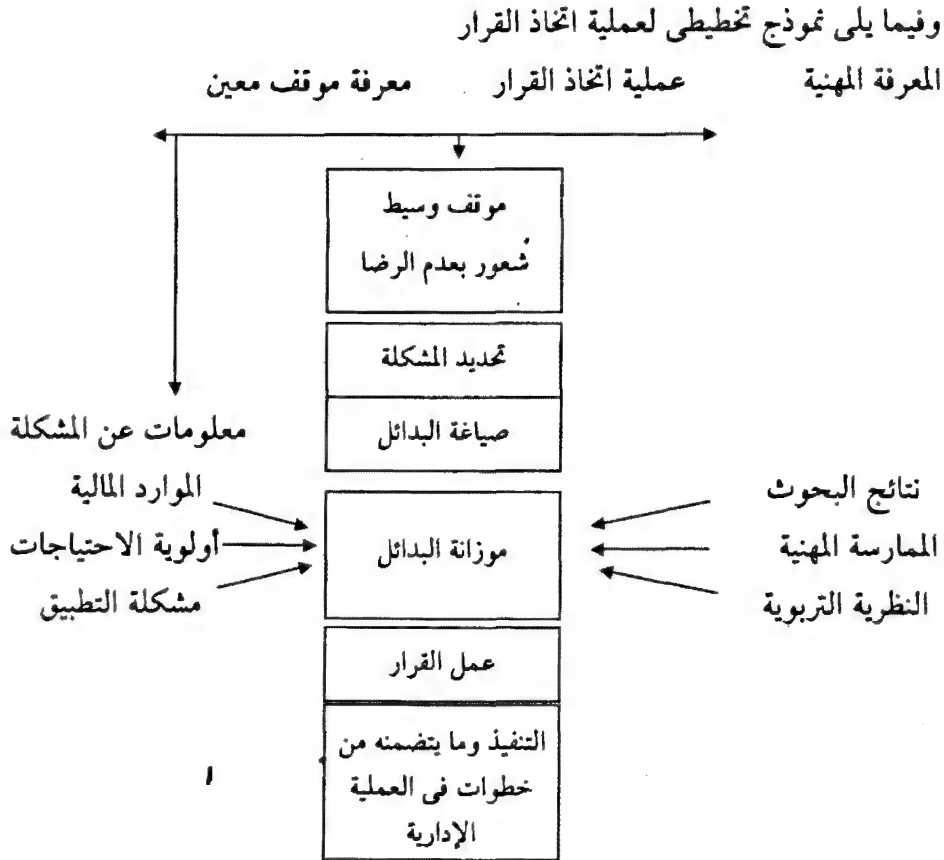 وفيما يلى نموذج تخطيطى لعملية اتخاذ القرار
المعرفة المهنية عملية اتخاذ القرار معرفة موقف معين
موقف وسيط
شُعور بعدم الرضا
تحديد المشكلة
صياغة البدائل
معلومات عن المشكلة
الموارد المالية
أولوية الاحتياجات
مشكلة التطبيق
موزانة البدائل
نتائج البحوث
الممارسة المهنية
النظرية التربوية
عمل القرار
التنفيذ وما يتضمنه من
خطوات فى العملية
الإدارية